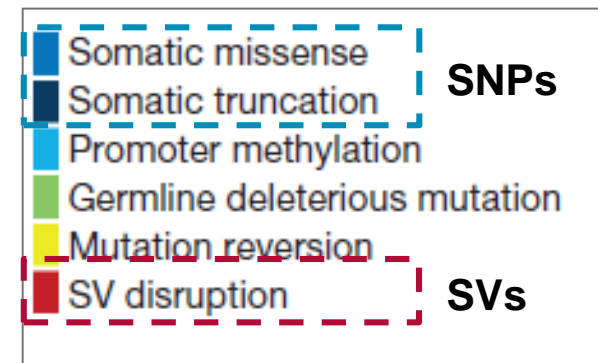 Somatic missense
Somatic truncation
SNPs
Promoter methylation
Germline deleterious mutation
Mutation reversion
SV disruption
SVs